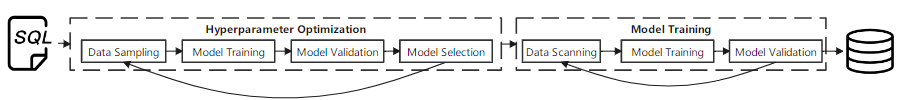 SQL
Hyperparameter Optimization
Data Sampling
Model Training
Model Validation
Model Selection
Model Training
Data Scanning
Model Training
Model Validation